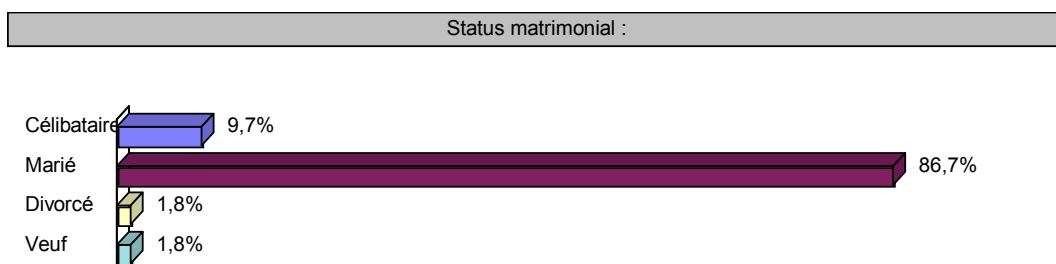 Status matrimonial :
Célibataire 9,7%
Marié 86,7%
Divorcé 1,8%
Veuf 1,8%